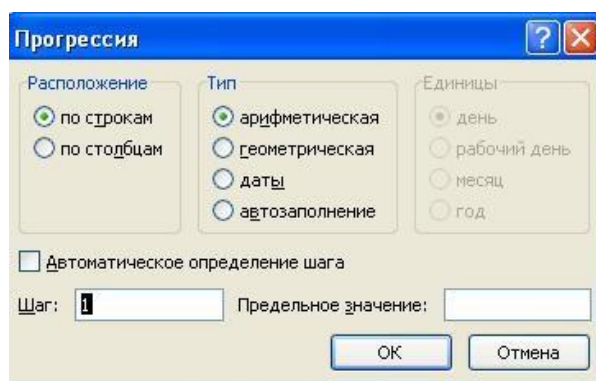 Прогрессия
Расположение Тип Единицы
по строкам арифметическая день
по столбцам геометрическая рабочий день
даты месяц
автозаполнение год
Автоматическое определение шага
Шаг: 1 Предельное значение:
ОК Отмена